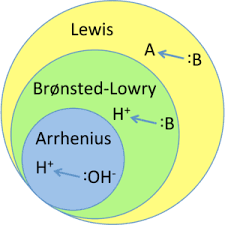 Lewis
A :B
Brønsted-Lowry
H⁺ :B
Arrhenius
H⁺ :OH⁻